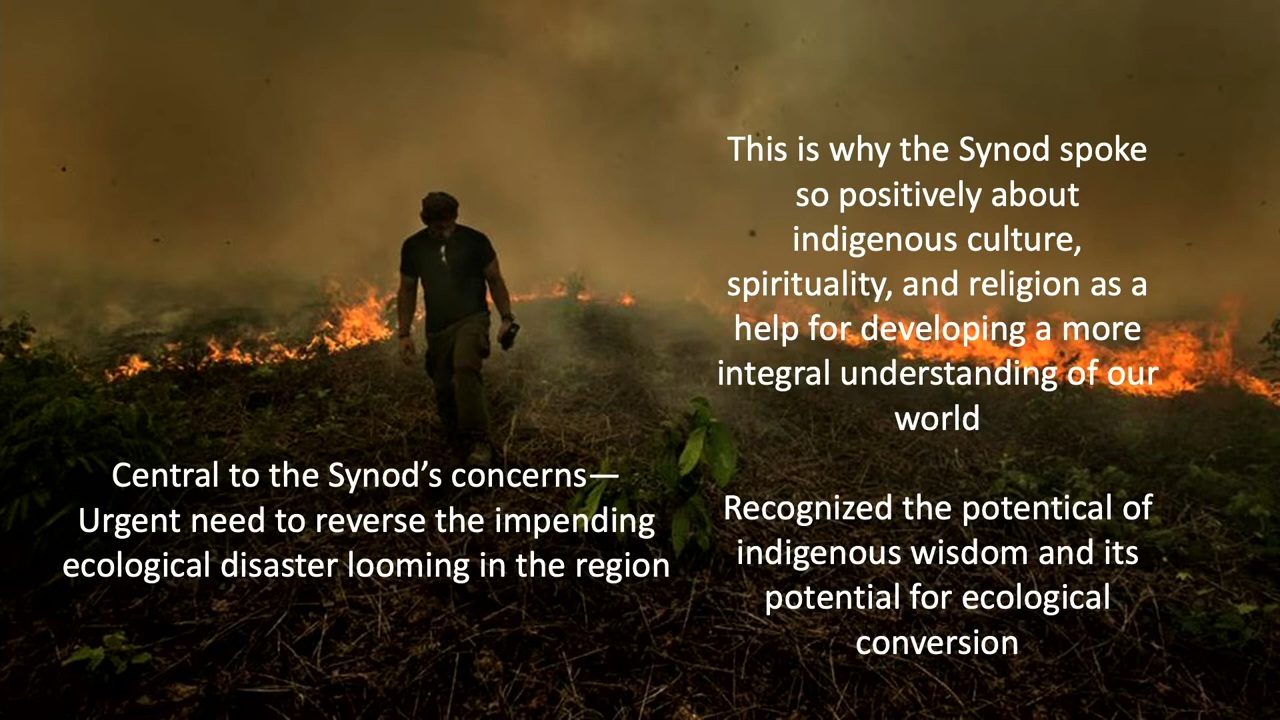 Central to the Synod’s concerns—
Urgent need to reverse the impending
ecological disaster looming in the region
This is why the Synod spoke
so positively about
indigenous culture,
spirituality, and religion as a
help for developing a more
integral understanding of our
world
Recognized the potentical of
indigenous wisdom and its
potential for ecological
conversion